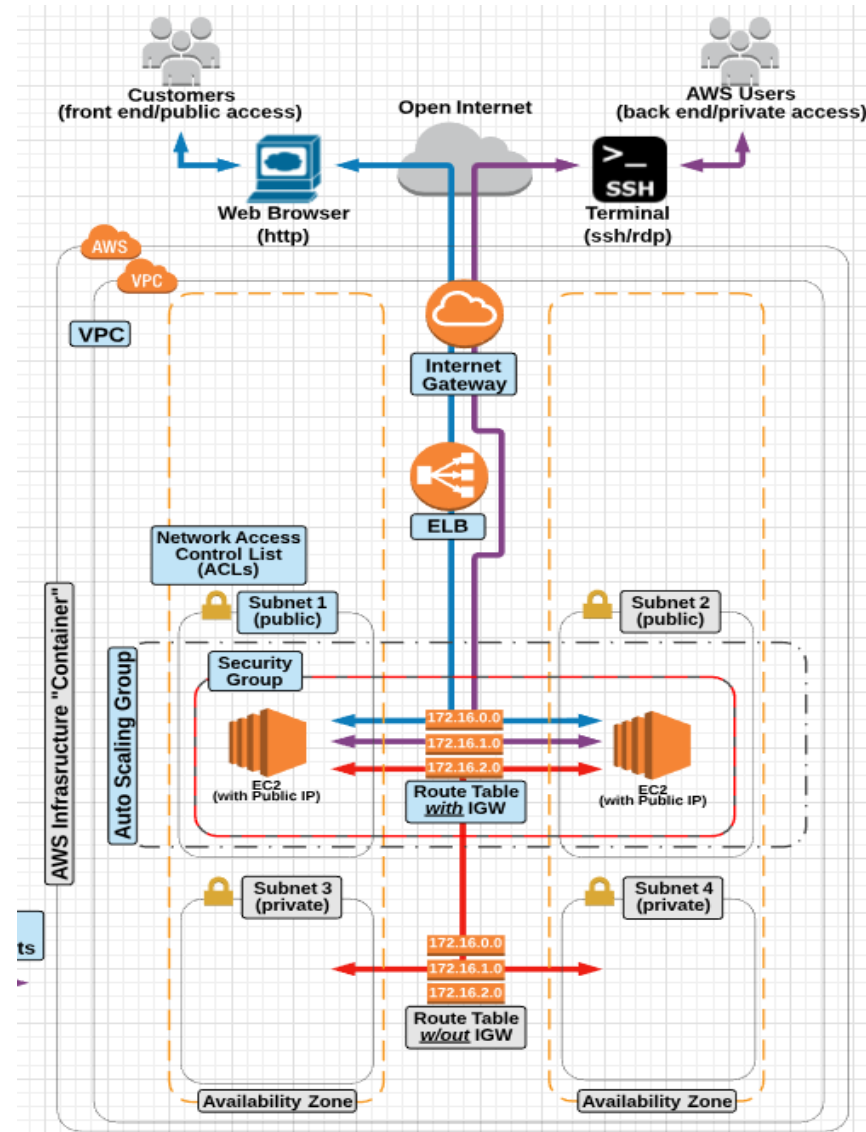 Customers
(front end/public access)
AWS Users
(back end/private access)
Open Internet
>_
SSH
Web Browser
(http)
Terminal
(ssh/rdp)
AWS
VPC
VPC
Internet
Gateway
ELB
Network Access
Control List
(ACLs)
Subnet 1
(public)
Subnet 2
(public)
AWS Infrasructure "Container"
Auto Scaling Group
Security
Group
172.16.0.0
172.16.1.0
172.16.2.0
EC2
(with Public IP)
EC2
(with Public IP)
Route Table
with IGW
Subnet 3
(private)
Subnet 4
(private)
ts
172.16.0.0
172.16.1.0
172.16.2.0
Route Table
w/out IGW
Availability Zone
Availability Zone